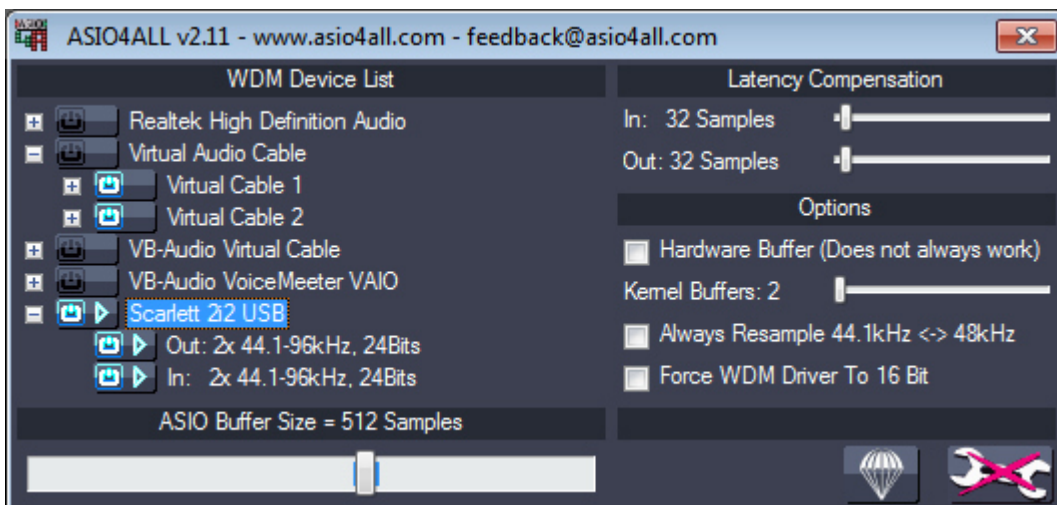 ASIO4ALL v2.11 - www.asio4all.com - feedback@asio4all.com
WDM Device List
Realtek High Definition Audio
Virtual Audio Cable
Virtual Cable 1
Virtual Cable 2
VB-Audio Virtual Cable
VB-Audio VoiceMeeter VAIO
Scarlett 2i2 USB
Out: 2x 44.1-96kHz, 24Bits
In: 2x 44.1-96kHz, 24Bits
ASIO Buffer Size = 512 Samples
Latency Compensation
In: 32 Samples
Out: 32 Samples
Options
Hardware Buffer (Does not always work)
Kernel Buffers: 2
Always Resample 44.1kHz <-> 48kHz
Force WDM Driver To 16 Bit